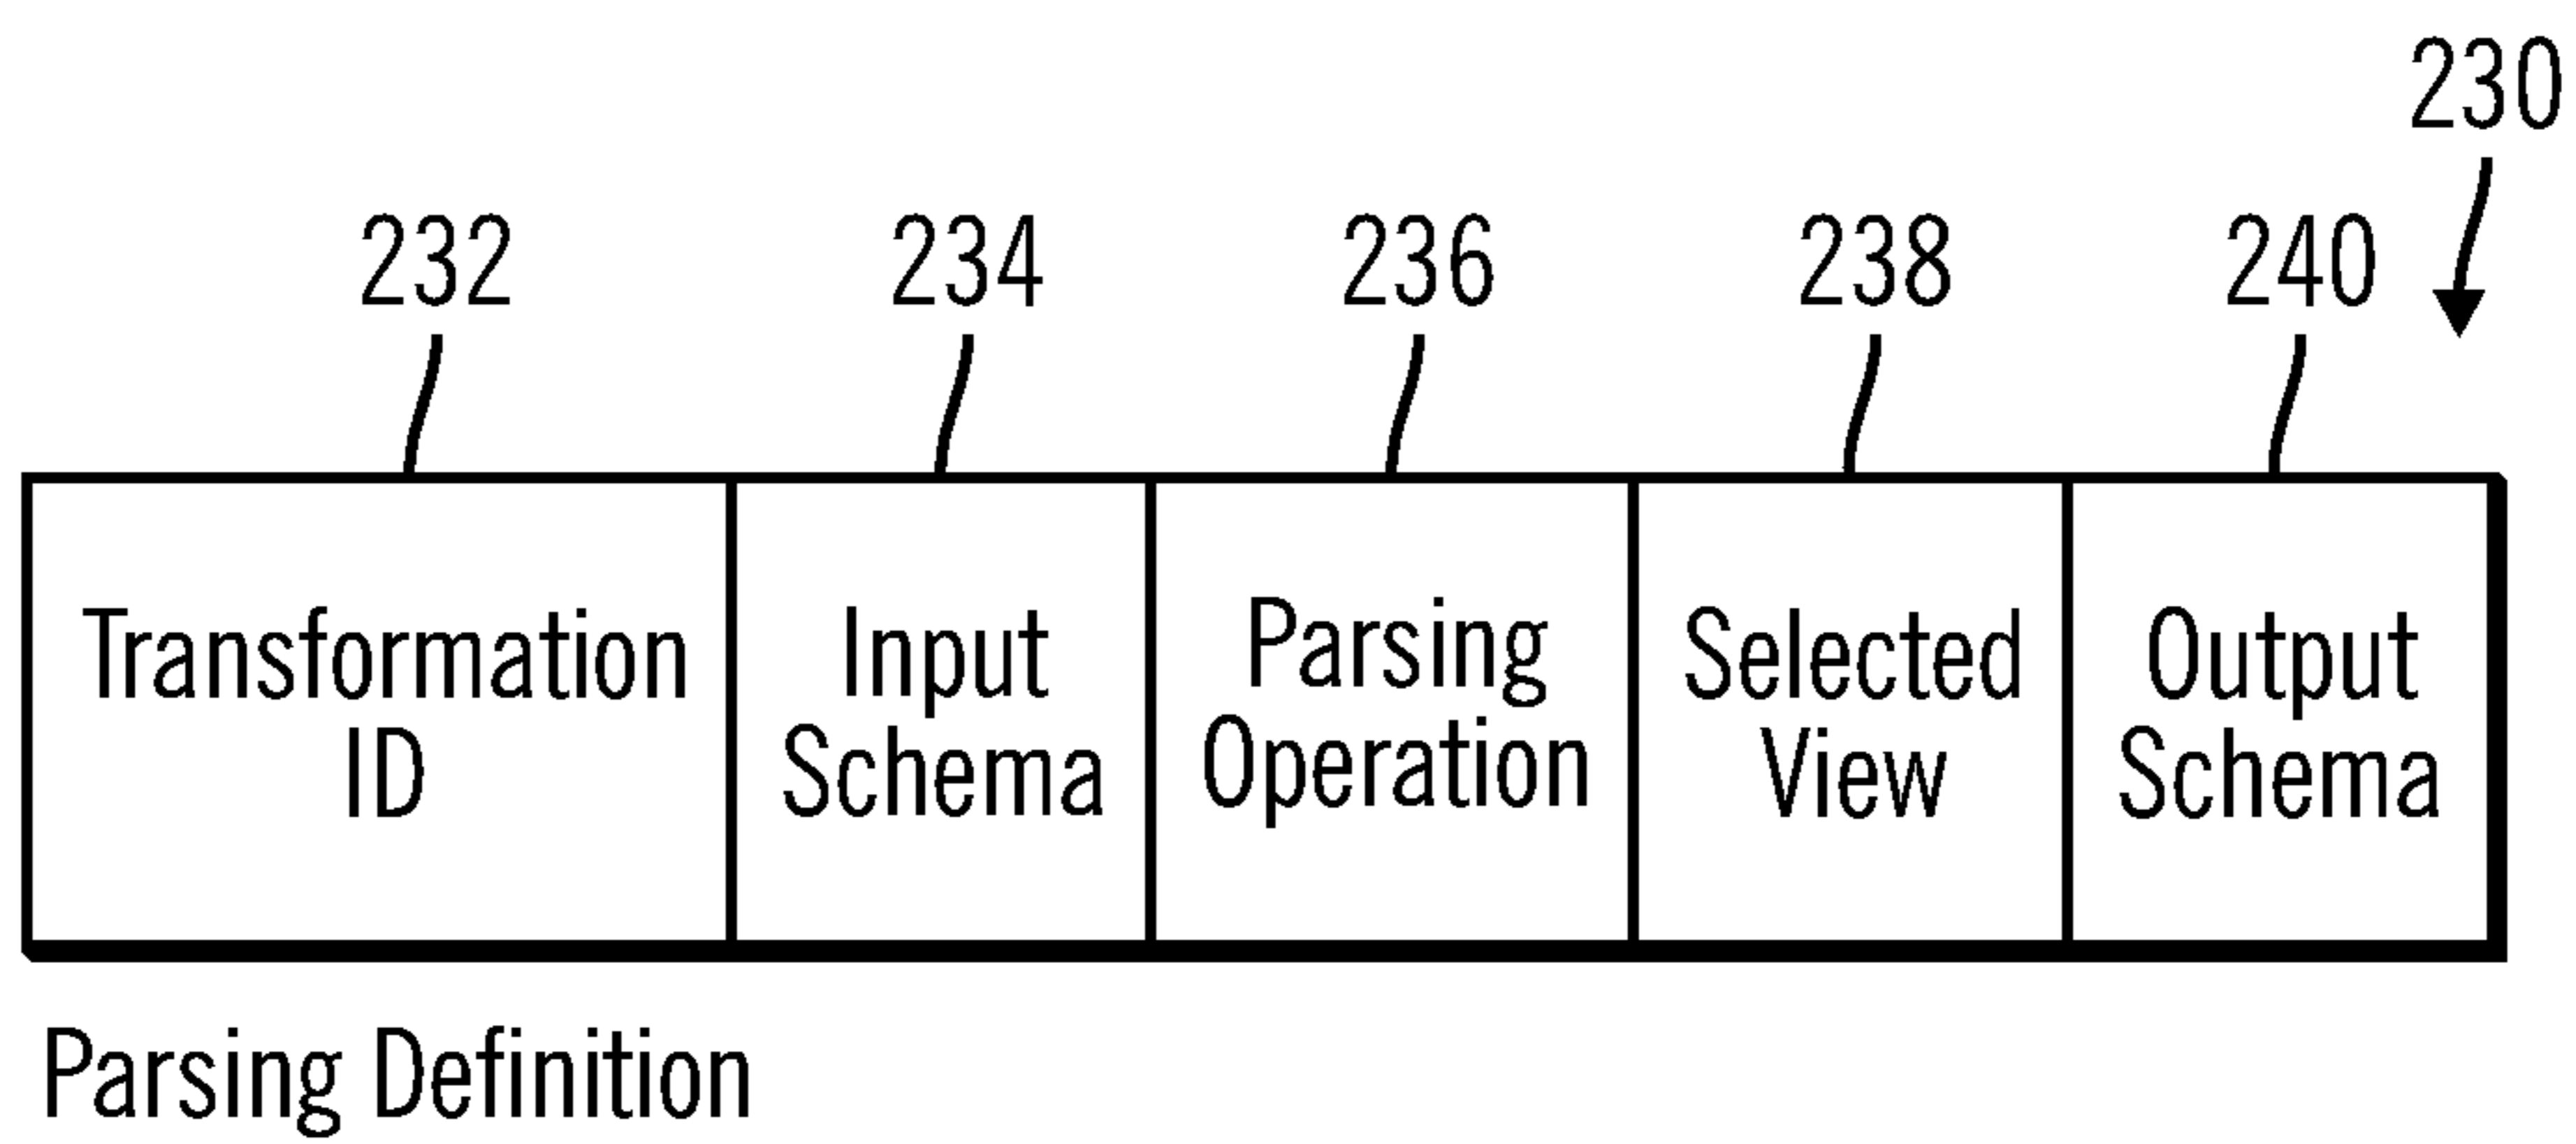 230
232
234
236
238
240
Transformation
ID
Input
Schema
Parsing
Operation
Selected
View
Output
Schema
Parsing Definition